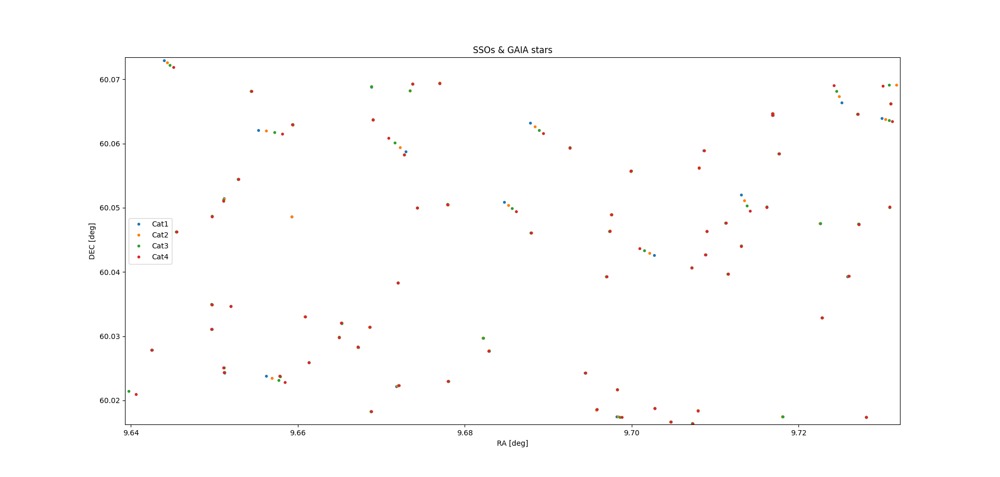 SSOs & GAIA stars
60.07
60.06
60.05
60.04
60.03
60.02
DEC [deg]
Cat1
Cat2
Cat3
Cat4
9.64
9.66
9.68
9.70
9.72
RA [deg]